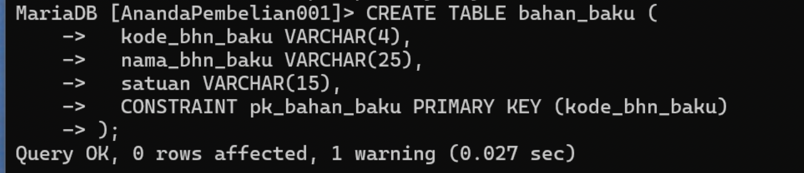 MariaDB [AnandaPembelian001]> CREATE TABLE bahan_baku (
    ->   kode_bhn_baku VARCHAR(4),
    ->   nama_bhn_baku VARCHAR(25),
    ->   satuan VARCHAR(15),
    ->   CONSTRAINT pk_bahan_baku PRIMARY KEY (kode_bhn_baku)
    -> );
Query OK, 0 rows affected, 1 warning (0.027 sec)